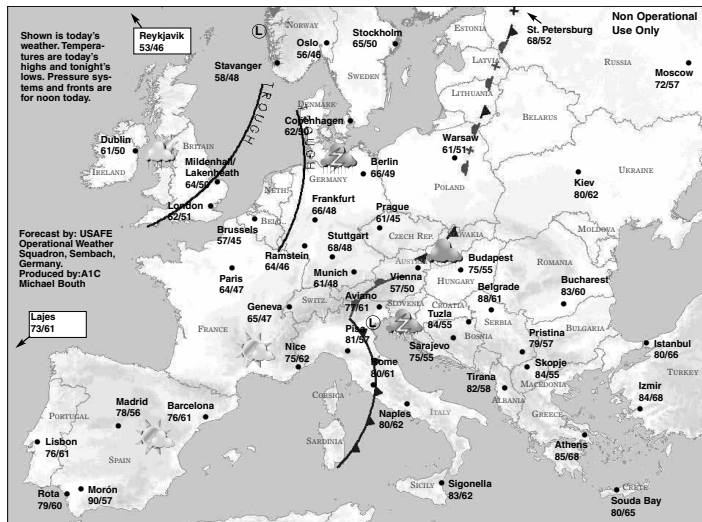 Shown is today's
weather. Tempera-
tures are today's
highs and tonight's
lows. Pressure sys-
tems and fronts are
for noon today.
Reykjavik
53/46
Non Operational
Use Only
L
NORWAY
Oslo
56/46
Stockholm
65/50
ESTONIA
St. Petersburg
68/52
LATVIA
RUSSIA
Moscow
72/57
Stavanger
58/48
SWEDEN
LITHUANIA
TROUGH
DENMARK
Copenhagen
62/50
TROUGH
BELARUS
Dublin
61/50
IRELAND
BRITAIN
Mildenhall/
Lakenheath
64/50
London
62/51
NETH.
GERMANY
Berlin
66/49
Warsaw
61/51
POLAND
Kiev
80/62
UKRAINE
Brussels
57/45
BELG.
Frankfurt
66/48
Prague
61/45
CZECH REP.
SLOVAKIA
MOLDOVA
Forecast by: USAFE
Operational Weather
Squadron, Sembach,
Germany.
Produced by:A1C
Michael Bouth
Ramstein
64/46
Stuttgart
68/48
Munich
61/48
AUSTRIA
Vienna
57/50
Budapest
75/55
HUNGARY
ROMANIA
Paris
64/47
Lajes
73/61
FRANCE
Geneva
65/47
SWITZ.
Aviano
77/61
SLOVENIA
CROATIA
Belgrade
88/61
Bucharest
83/60
L
Pisa
81/57
Tuzla
84/55
BOSNIA
SERBIA
BULGARIA
Nice
75/62
Sarajevo
75/55
Pristina
79/57
Istanbul
80/66
Rome
80/61
Skopje
84/55
MACEDONIA
TURKEY
Tirana
82/58
ALBANIA
Izmir
84/68
CORSICA
Madrid
78/56
Barcelona
76/61
PORTUGAL
Naples
80/62
ITALY
GREECE
SARDINIA
Lisbon
76/61
SPAIN
Athens
85/68
Rota
79/60
Morón
90/57
SICILY
Sigonella
83/62
CRETE
Souda Bay
80/65